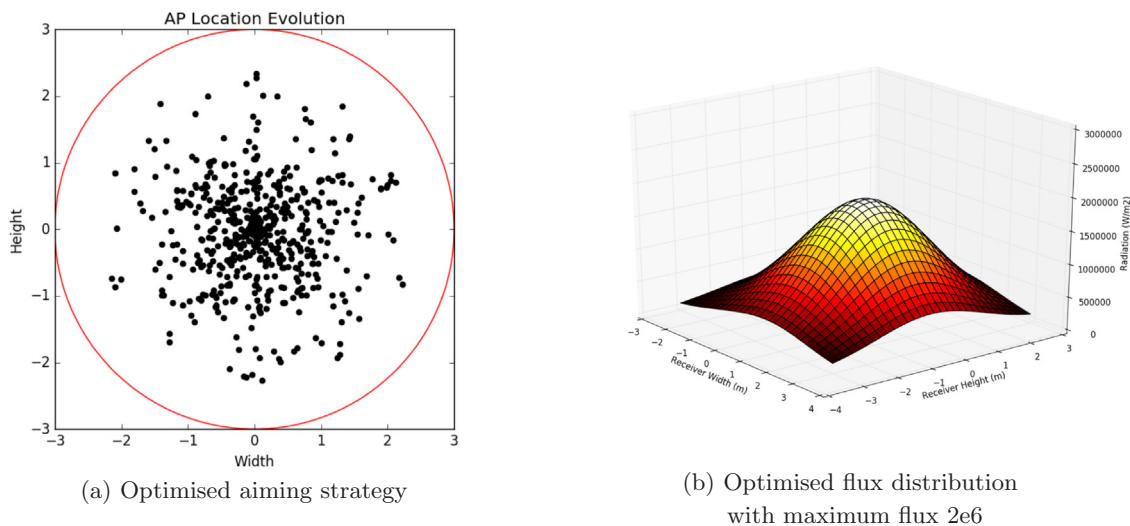 AP Location Evolution
3
2
1
0
−1
−2
−3
Height
−3 −2 −1 0 1 2 3
Width
(a) Optimised aiming strategy
3000000
2500000
2000000
1500000
1000000
500000
0
Radiation (W/m2)
−3 −2 −1 0 1 2 3 4
Receiver Width (m)
−4 −3 −2 −1 0 1 2 3
Receiver Height (m)
(b) Optimised flux distribution
with maximum flux 2e6